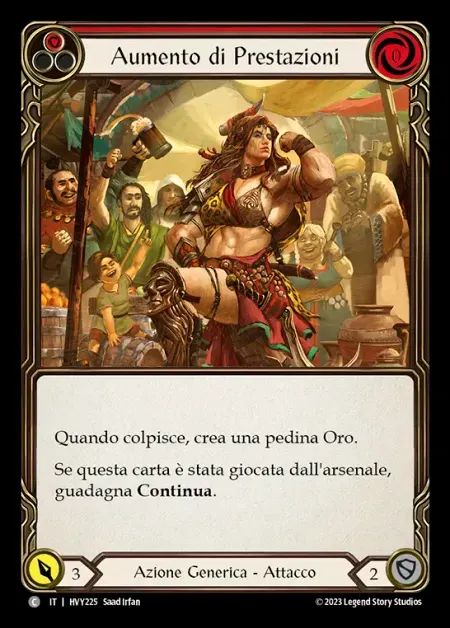 Aumento di Prestazioni
0
Quando colpisce, crea una pedina Oro.
Se questa carta è stata giocata dall'arsenale,
guadagna Continua.
3
Azione Generica - Attacco
2
C IT | HVY225 Saad Irfan
© 2023 Legend Story Studios